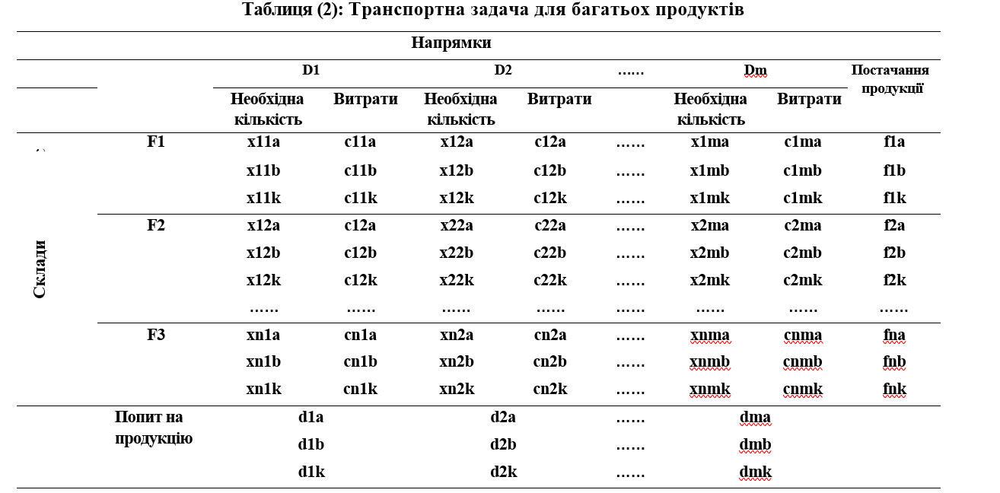 Таблиця (2): Транспортна задача для багатьох продуктів
Напрямки
D1 D2 …… Dm Постачання продукції
Необхідна кількість Витрати Необхідна кількість Витрати Необхідна кількість Витрати
Склади
F1 x11a c11a x12a c12a …… x1ma c1ma f1a
x11b c11b x12b c12b …… x1mb c1mb f1b
x11k c11k x12k c12k …… x1mk c1mk f1k
F2 x12a c12a x22a c22a …… x2ma c2ma f2a
x12b c12b x22b c22b …… x2mb c2mb f2b
x12k c12k x22k c22k …… x2mk c2mk f2k
…… …… …… …… …… …… …… ……
F3 xn1a cn1a xn2a cn2a …… xnma cnma fna
xn1b cn1b xn2b cn2b …… xnmb cnmb fnb
xn1k cn1k xn2k cn2k …… xnmk cnmk fnk
Попит на продукцію d1a d2a …… dma
d1b d2b …… dmb
d1k d2k …… dmk